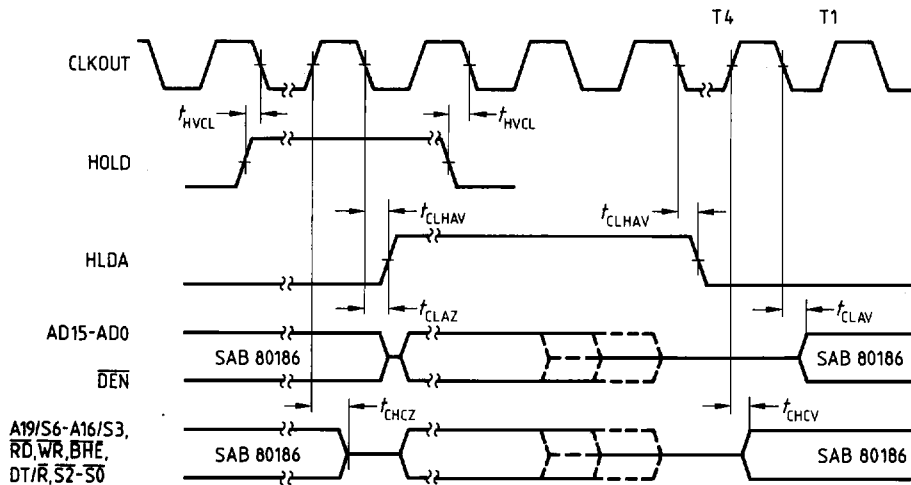 T4 T1
CLKOUT
tHVCL tHVCL
HOLD
tCLHAV tCLHAV
HLDA
tCLAZ tCLAV
AD15-AD0
SAB 80186 SAB 80186
DEN
tCHCZ tCHCV
A19/S6-A16/S3,
RD, WR, BHE, SAB 80186 SAB 80186
DT/R, S2-S0